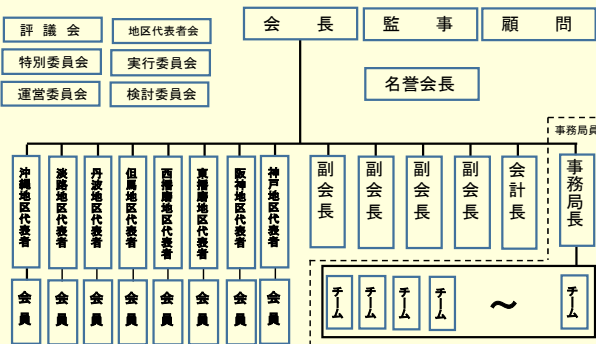 評議会
地区代表者会
会長
監事
顧問
特別委員会
実行委員会
運営委員会
検討委員会
名誉会長
事務局員
沖縄地区代表者
淡路地区代表者
丹波地区代表者
但馬地区代表者
西播磨地区代表者
東播磨地区代表者
阪神地区代表者
神戸地区代表者
副会長
副会長
副会長
副会長
会計長
事務局長
会員
会員
会員
会員
会員
会員
会員
会員
チーム
チーム
チーム
チーム
～
チーム